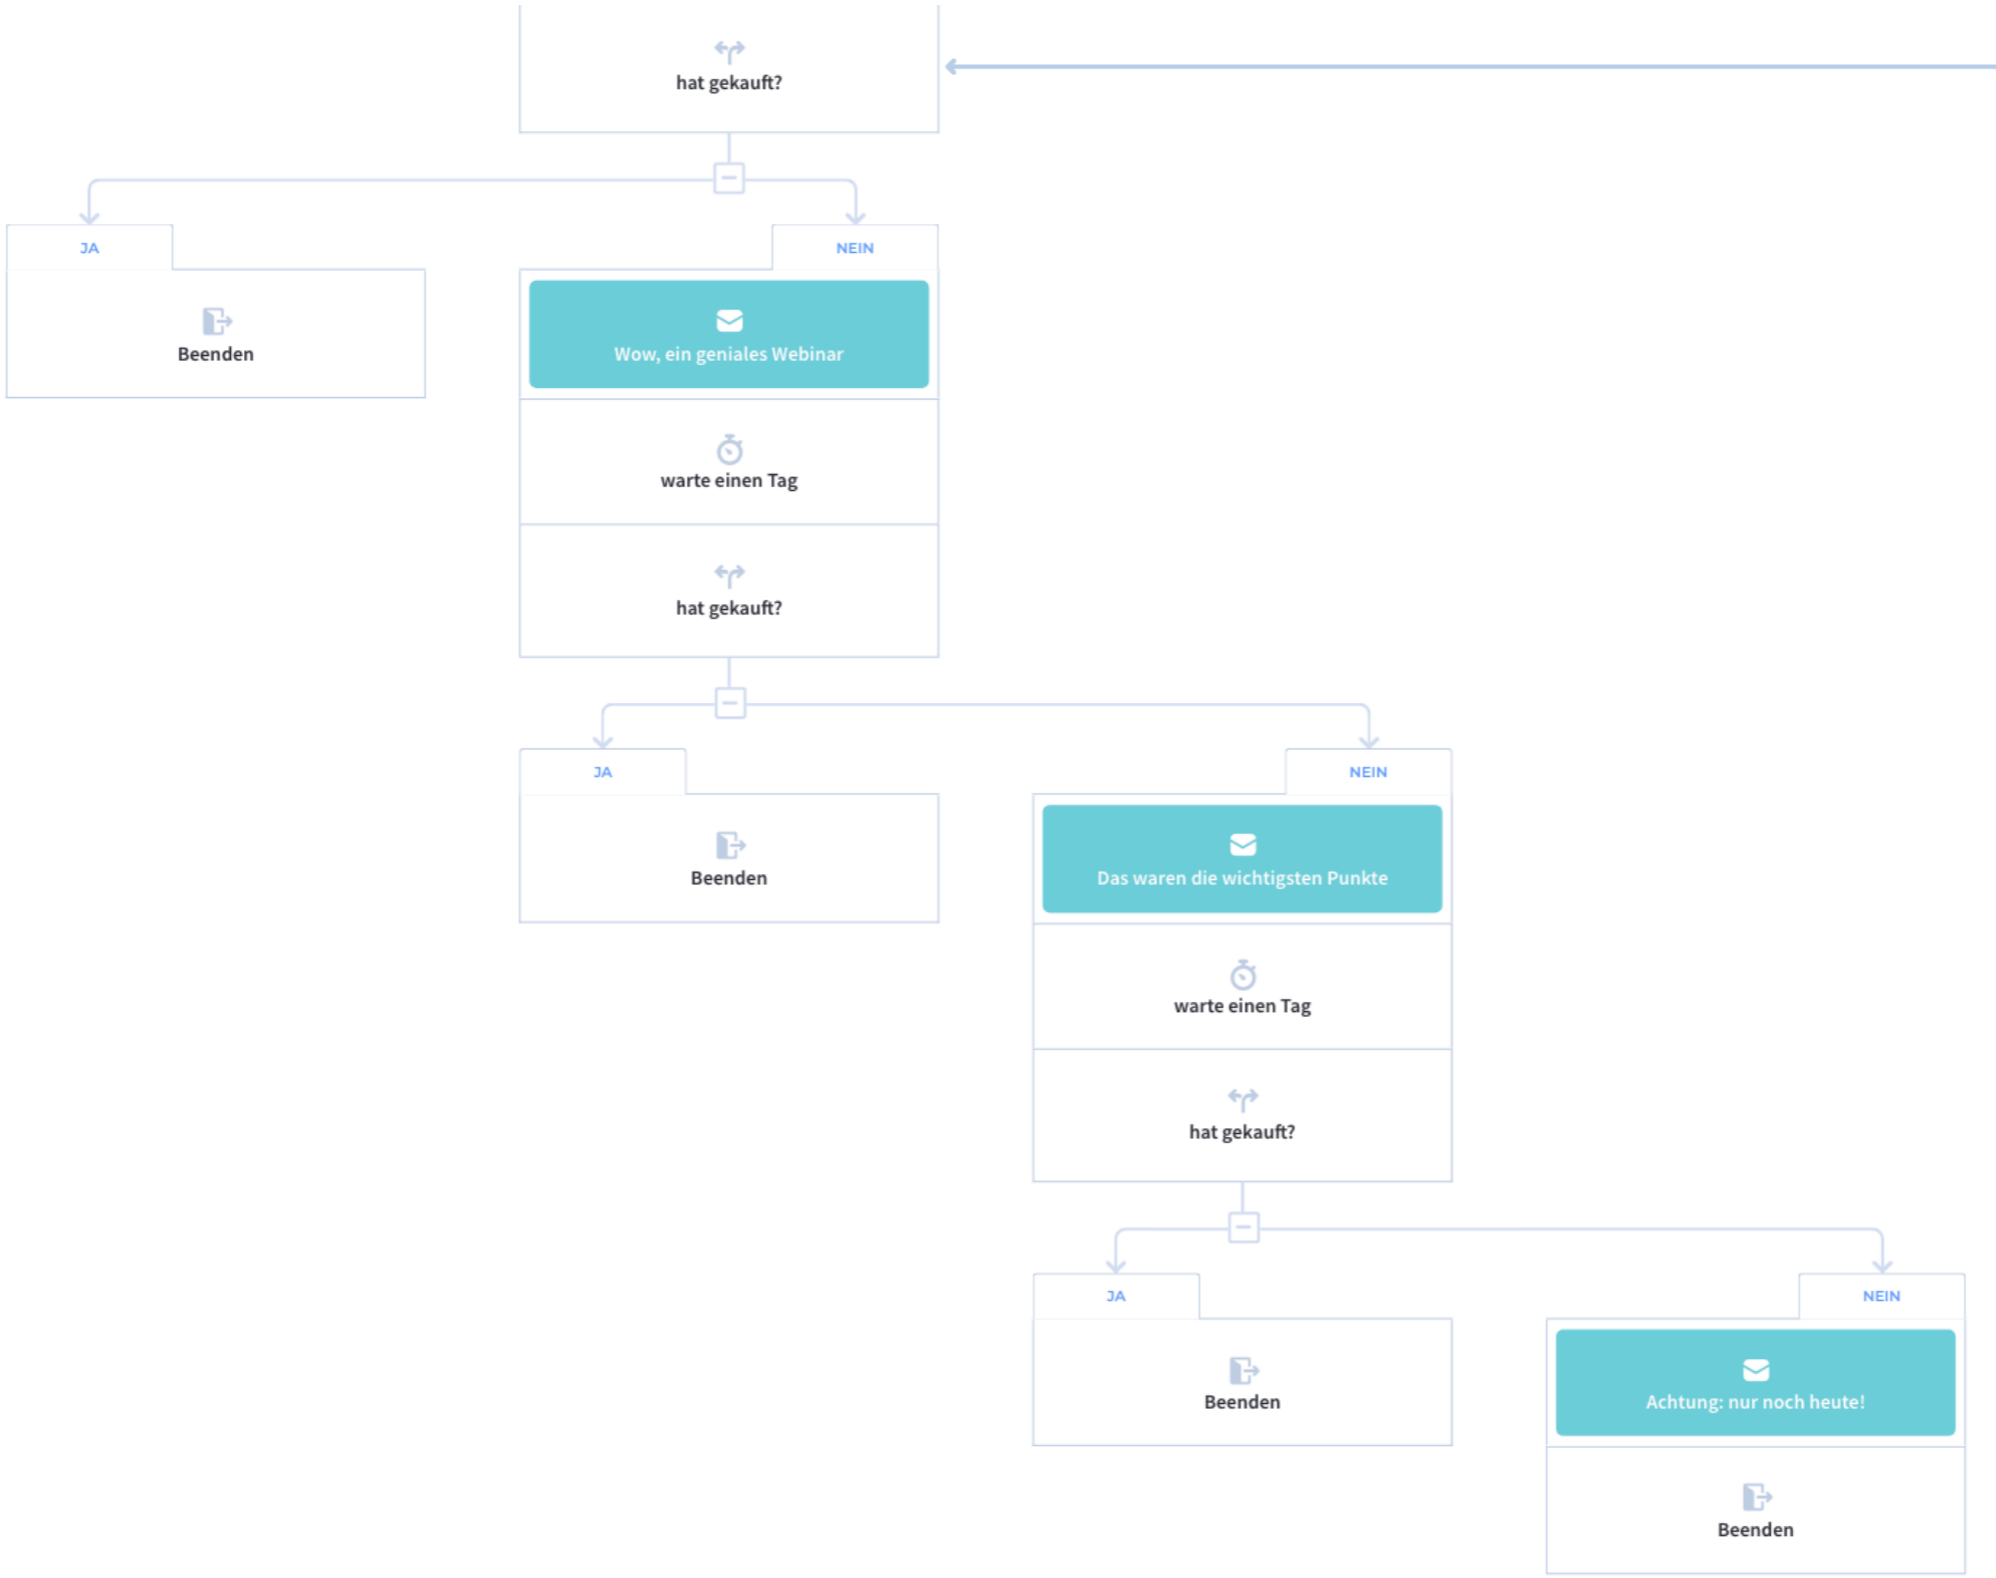 hat gekauft?
JA
NEIN
Beenden
Wow, ein geniales Webinar
warte einen Tag
hat gekauft?
JA
NEIN
Beenden
Das waren die wichtigsten Punkte
warte einen Tag
hat gekauft?
JA
NEIN
Beenden
Achtung: nur noch heute!
Beenden